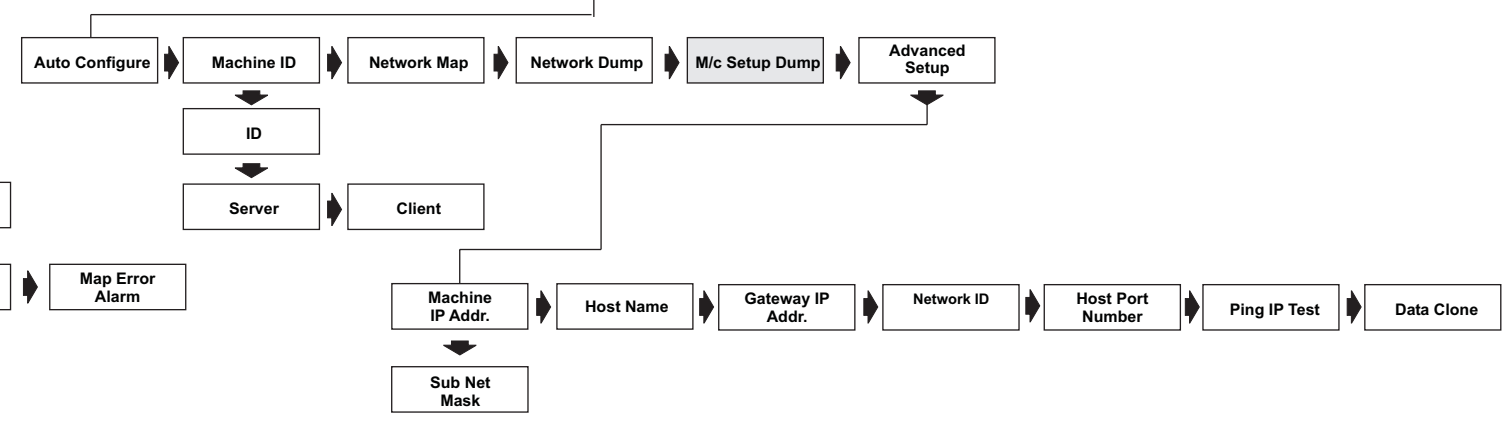 Auto Configure
Machine ID
Network Map
Network Dump
M/c Setup Dump
Advanced
Setup
ID
Server
Client
Map Error
Alarm
Machine
IP Addr.
Host Name
Gateway IP
Addr.
Network ID
Host Port
Number
Ping IP Test
Data Clone
Sub Net
Mask